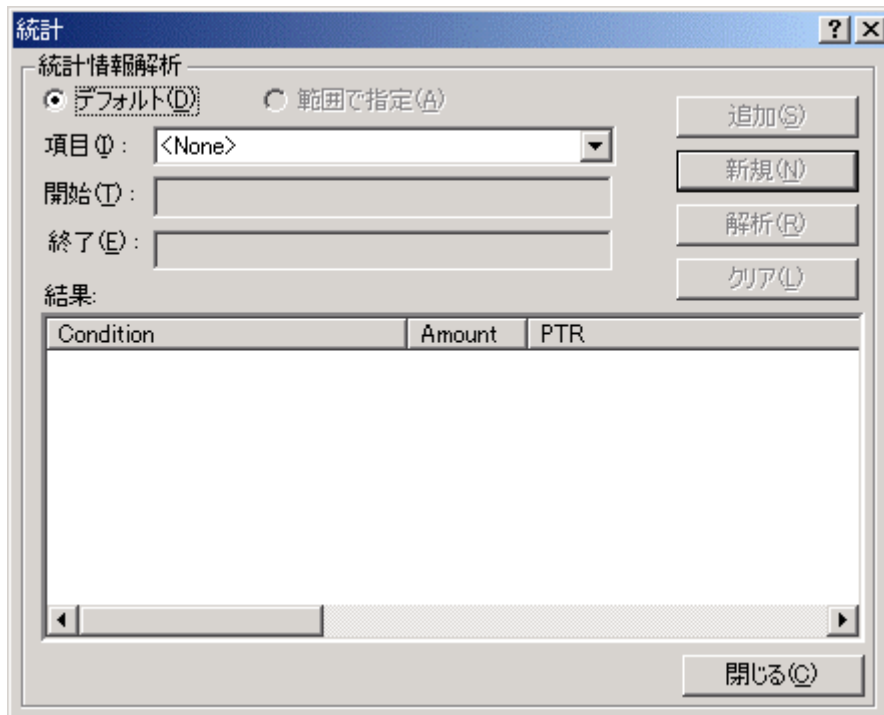 統計
統計情報解析
デフォルト(D) 範囲で指定(A)
追加(S)
項目(I): <None>
新規(N)
開始(T):
解析(R)
終了(E):
クリア(L)
結果:
Condition Amount PTR
閉じる(C)